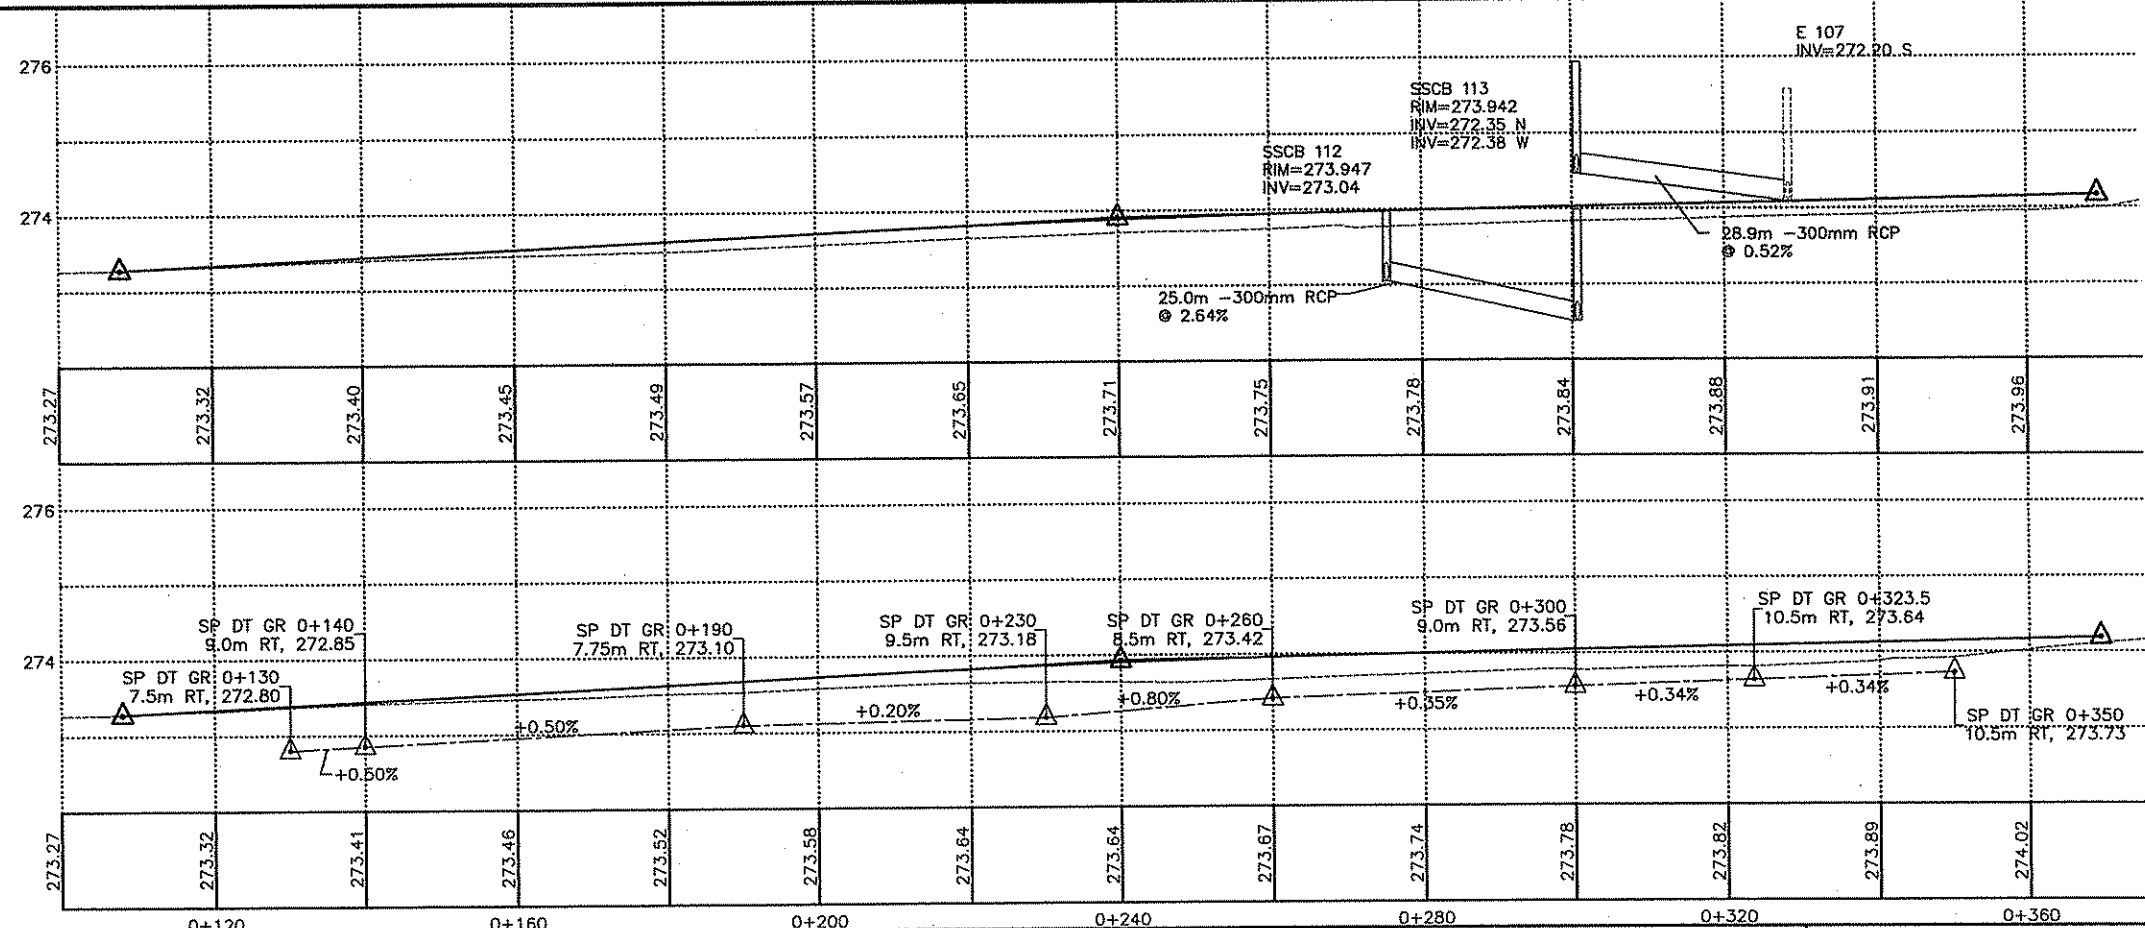 E 107
INV=272.20 S
276
SSCB 113
RIM=273.942
INV=272.35 N
INV=272.38 W
SSCB 112
RIM=273.947
INV=273.04
274
28.9m -300mm RCP
@ 0.52%
25.0m -300mm RCP
@ 2.64%
273.27
273.32
273.40
273.45
273.49
273.57
273.65
273.71
273.75
273.78
273.84
273.88
273.91
273.96
276
SP DT GR 0+140
9.0m RT, 272.85
SP DT GR 0+190
7.75m RT, 273.10
SP DT GR 0+230
9.5m RT, 273.18
SP DT GR 0+260
8.5m RT, 273.42
SP DT GR 0+300
9.0m RT, 273.56
SP DT GR 0+323.5
10.5m RT, 273.64
274
SP DT GR 0+130
7.5m RT, 272.80
+0.50%
+0.50%
+0.20%
+0.80%
+0.35%
+0.34%
+0.34%
SP DT GR 0+350
10.5m RT, 273.73
273.27
273.32
273.41
273.46
273.52
273.58
273.64
273.64
273.67
273.74
273.78
273.82
273.89
274.02
0+120
0+160
0+200
0+240
0+280
0+320
0+360